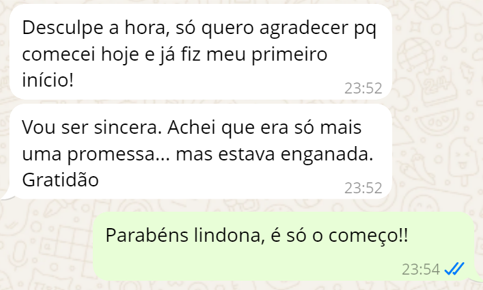 Desculpe a hora, só quero agradecer pq
comecei hoje e já fiz meu primeiro
início!
23:52
Vou ser sincera. Achei que era só mais
uma promessa... mas estava enganada.
Gratidão
23:52
Parabéns lindona, é só o começo!!
23:54